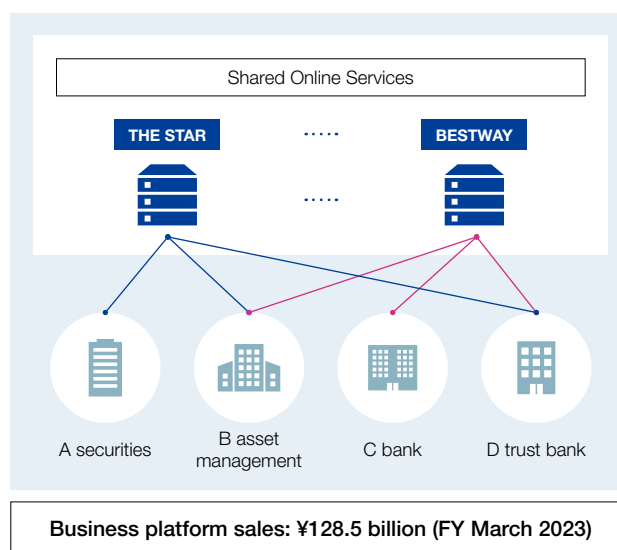 Shared Online Services
THE STAR ····· BESTWAY
·····
A securities
B asset
management
C bank
D trust bank
Business platform sales: ¥128.5 billion (FY March 2023)